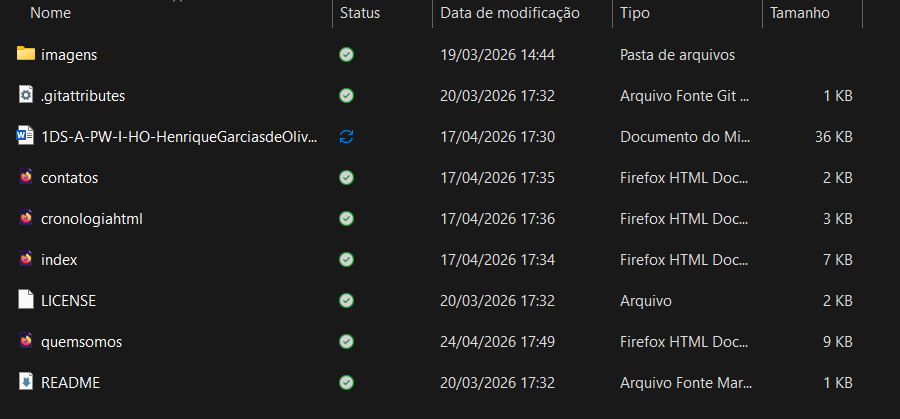 Nome Status Data de modificação Tipo Tamanho
imagens 19/03/2026 14:44 Pasta de arquivos
.gitattributes 20/03/2026 17:32 Arquivo Fonte Git ... 1 KB
1DS-A-PW-I-HO-HenriqueGarciasdeOliv... 17/04/2026 17:30 Documento do Mi... 36 KB
contatos 17/04/2026 17:35 Firefox HTML Doc... 2 KB
cronologiahtml 17/04/2026 17:36 Firefox HTML Doc... 3 KB
index 17/04/2026 17:34 Firefox HTML Doc... 7 KB
LICENSE 20/03/2026 17:32 Arquivo 2 KB
quemsomos 24/04/2026 17:49 Firefox HTML Doc... 9 KB
README 20/03/2026 17:32 Arquivo Fonte Mar... 1 KB